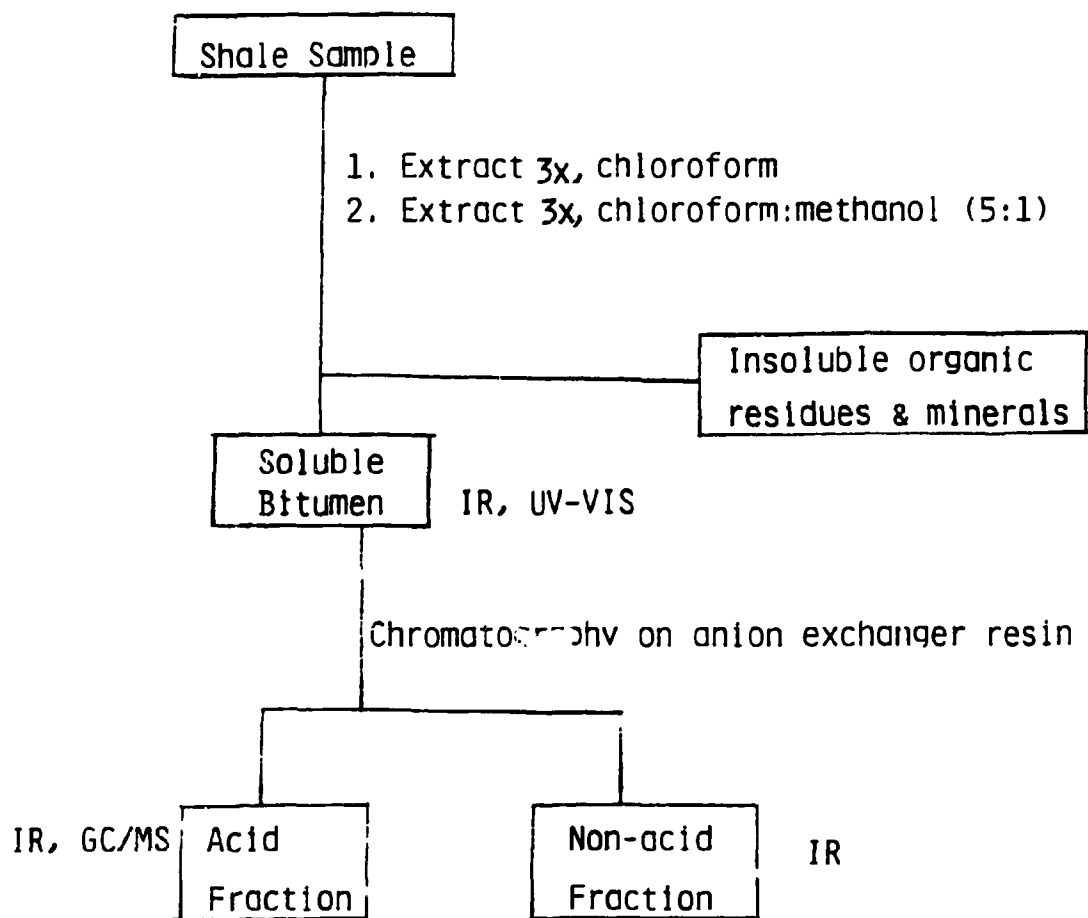 Shale Sample
1. Extract 3x, chloroform
2. Extract 3x, chloroform:methanol (5:1)
Insoluble organic
residues & minerals
Soluble
Bitumen
IR, UV-VIS
on anion exchanger resin
IR, GC/MS
Acid
Fraction
Non-acid
Fraction
IR